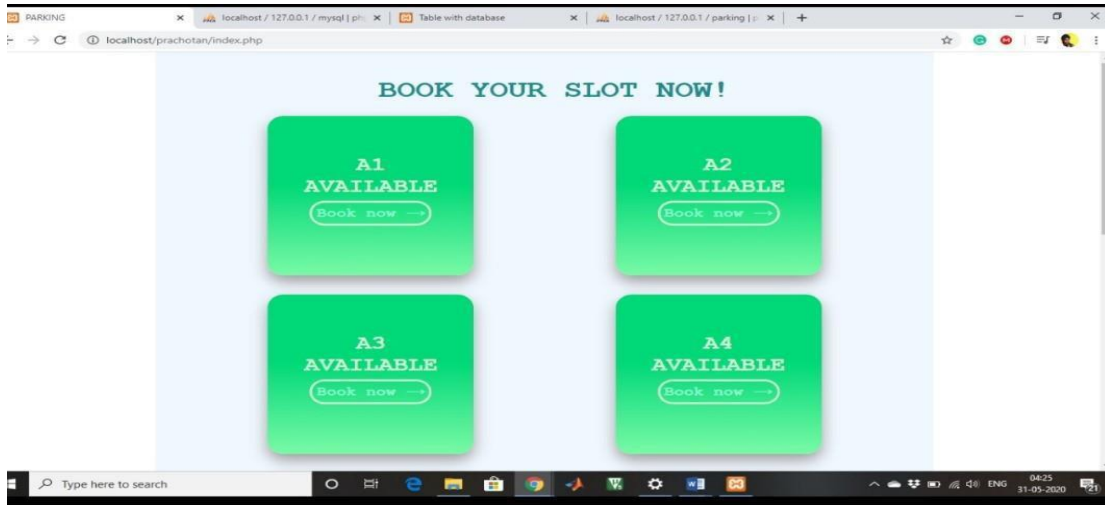 PARKING
localhost / 127.0.0.1 / mysql | ph
Table with database
localhost / 127.0.0.1 / parking | p
localhost/prachotan/index.php
BOOK YOUR SLOT NOW!
A1
AVAILABLE
Book now →
A2
AVAILABLE
Book now →
A3
AVAILABLE
Book now →
A4
AVAILABLE
Book now →
Type here to search
ENG
04:25
31-05-2020
21